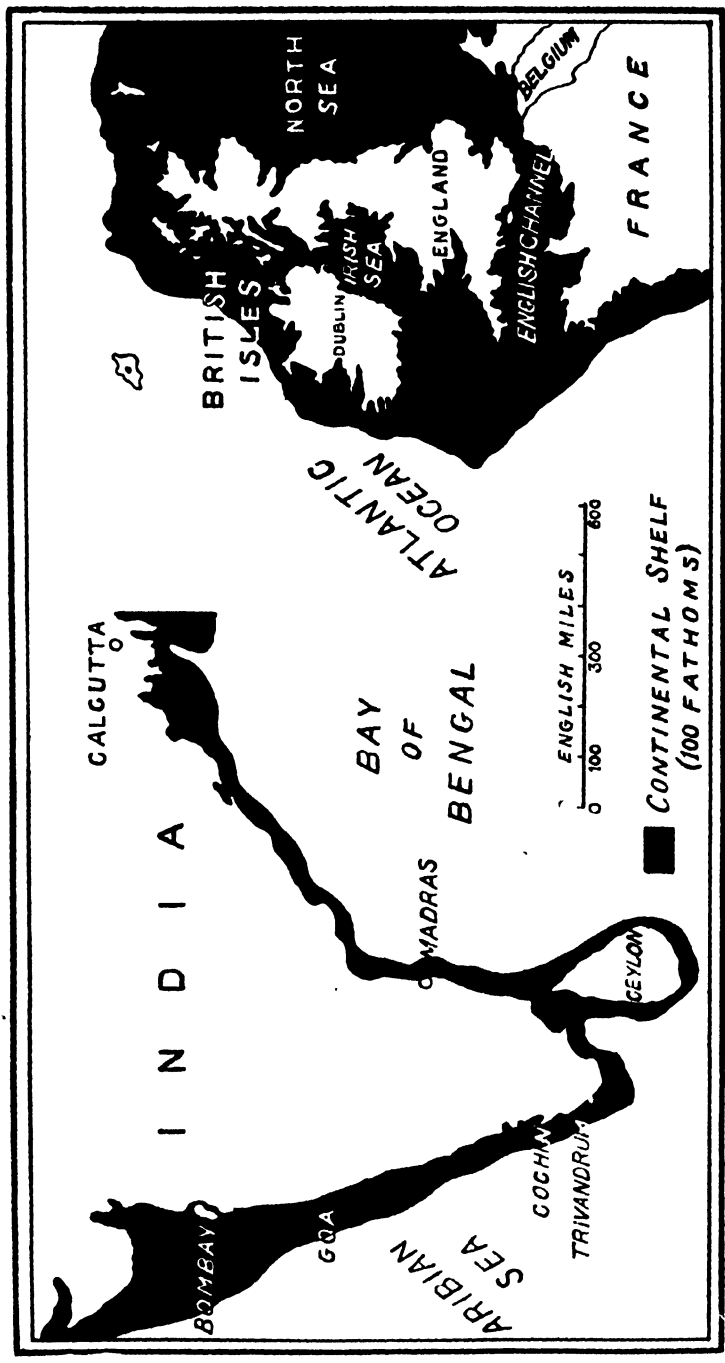 I N D I A
CALCUTTA
BOMBAY
GOA
ARIBIAN
SEA
COCHIN
TRIVANDRUM
MADRAS
CEYLON
BAY
OF
BENGAL
ENGLISH MILES
0 100 300 600
CONTINENTAL SHELF
(100 FATHOMS)
ATLANTIC
OCEAN
BRITISH
ISLES
DUBLIN
IRISH
SEA
ENGLAND
NORTH
SEA
ENGLISH CHANNEL
BELGIUM
FRANCE